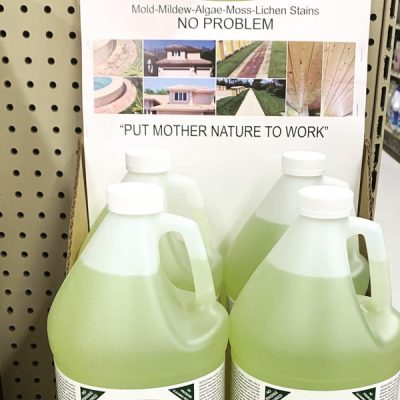 Mold-Mildew-Algae-Moss-Lichen Stains
NO PROBLEM
"PUT MOTHER NATURE TO WORK"